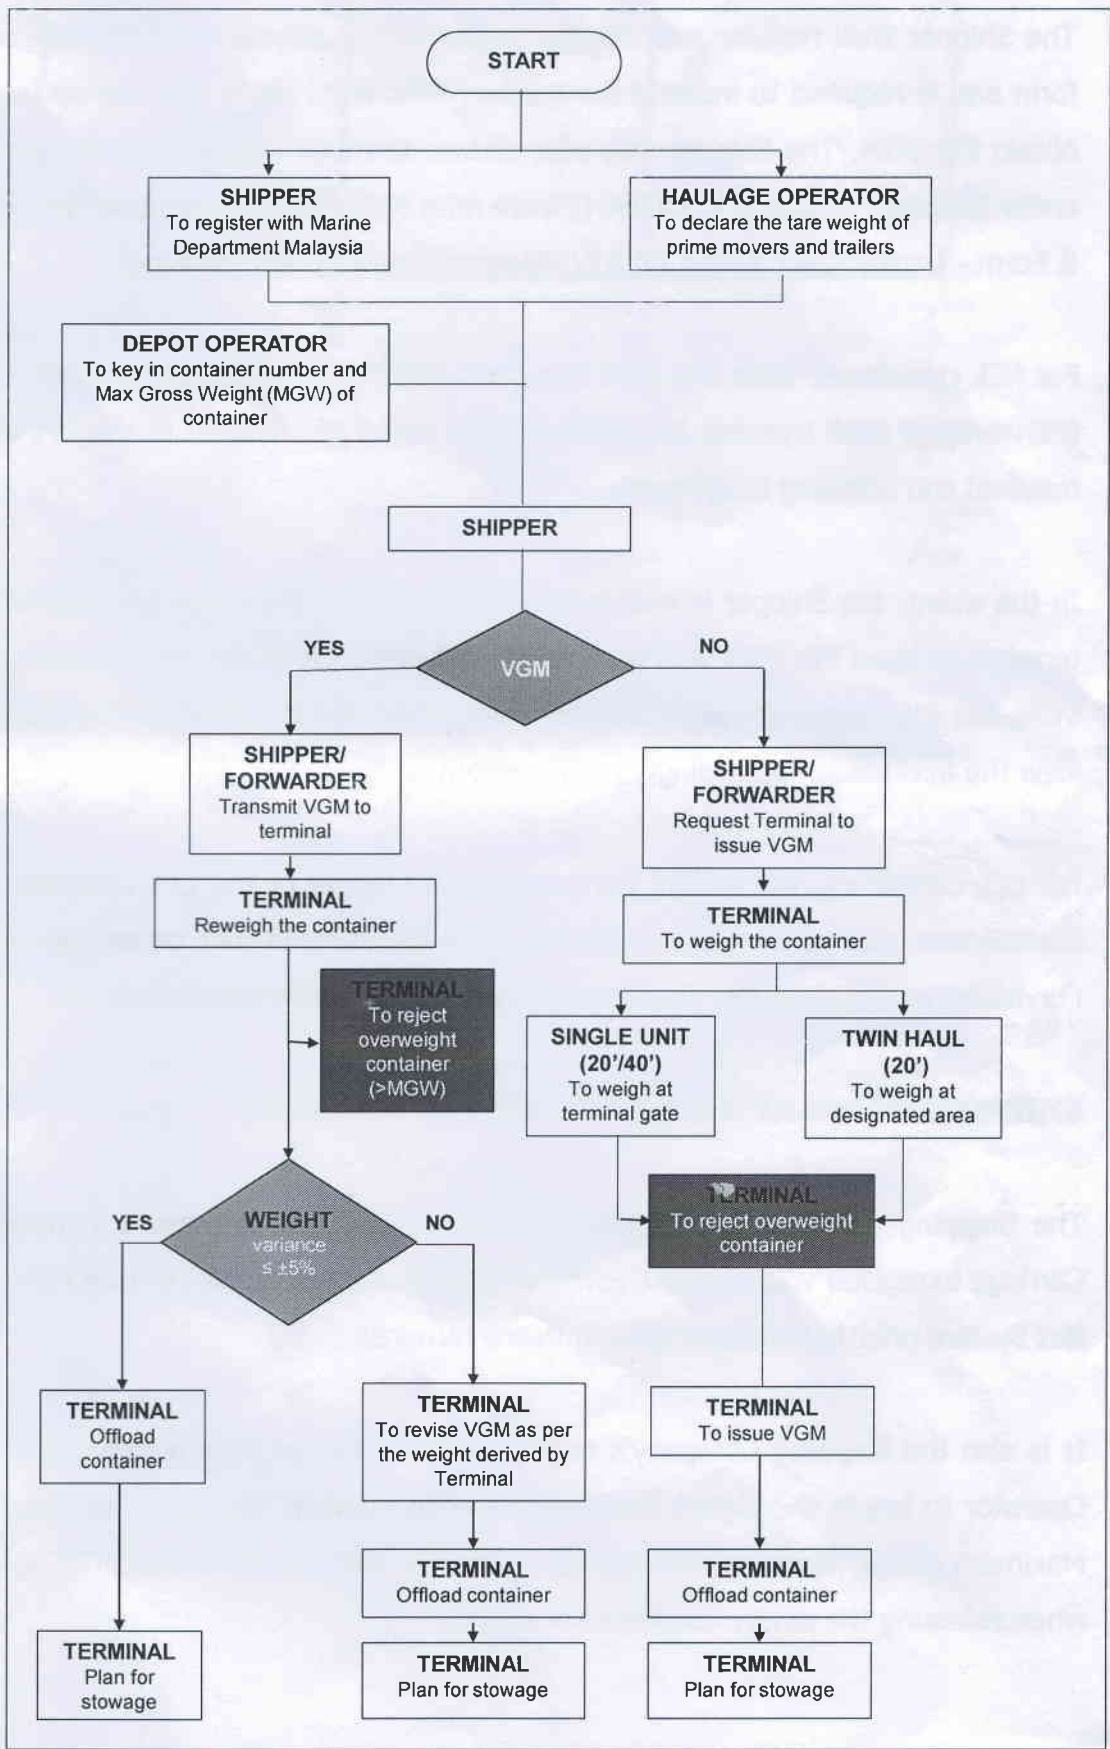 START
SHIPPER
To register with Marine
Department Malaysia
HAULAGE OPERATOR
To declare the tare weight of
prime movers and trailers
DEPOT OPERATOR
To key in container number and
Max Gross Weight (MGW) of
container
SHIPPER
YES
VGM
NO
SHIPPER/
FORWARDER
Transmit VGM to
terminal
SHIPPER/
FORWARDER
Request Terminal to
issue VGM
TERMINAL
Reweigh the container
TERMINAL
To weigh the container
TERMINAL
To reject
overweight
container
(>MGW)
SINGLE UNIT
(20'/40')
To weigh at
terminal gate
TWIN HAUL
(20')
To weigh at
designated area
TERMINAL
To reject overweight
container
YES
WEIGHT
variance
≤ ±5%
NO
TERMINAL
Offload
container
TERMINAL
To revise VGM as per
the weight derived by
Terminal
TERMINAL
To issue VGM
TERMINAL
Offload container
TERMINAL
Offload container
TERMINAL
Plan for
stowage
TERMINAL
Plan for stowage
TERMINAL
Plan for stowage